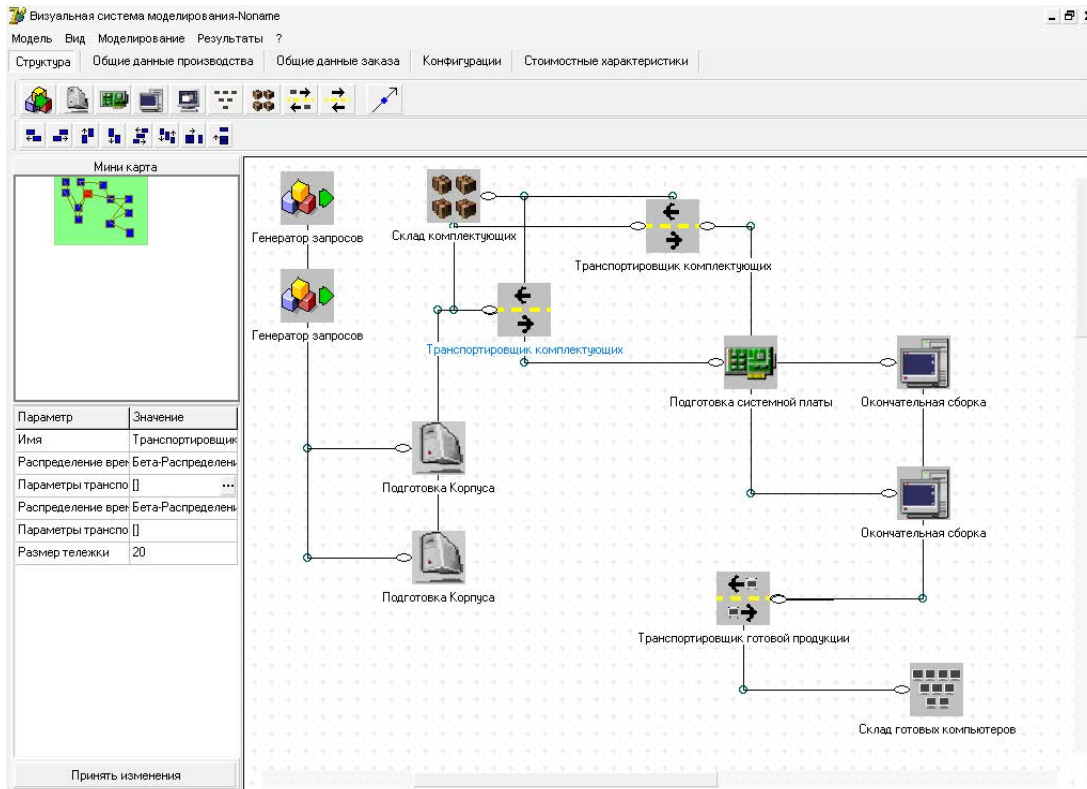 Визуальная система моделирования-Noname
Модель Вид Моделирование Результаты ?
Структура Общие данные производства Общие данные заказа Конфигурации Стоимостные характеристики
Мини карта
Генератор запросов
Склад комплектующих
Транспортировщик комплектующих
Генератор запросов
Транспортировщик комплектующих
Подготовка системной платы
Окончательная сборка
Подготовка Корпуса
Окончательная сборка
Подготовка Корпуса
Транспортировщик готовой продукции
Склад готовых компьютеров
Параметр Значение
Имя Транспортировщик
Распределение врем Бета-Распределени
Параметры транспо [] ...
Распределение врем Бета-Распределени
Параметры транспо []
Размер тележки 20
Принять изменения